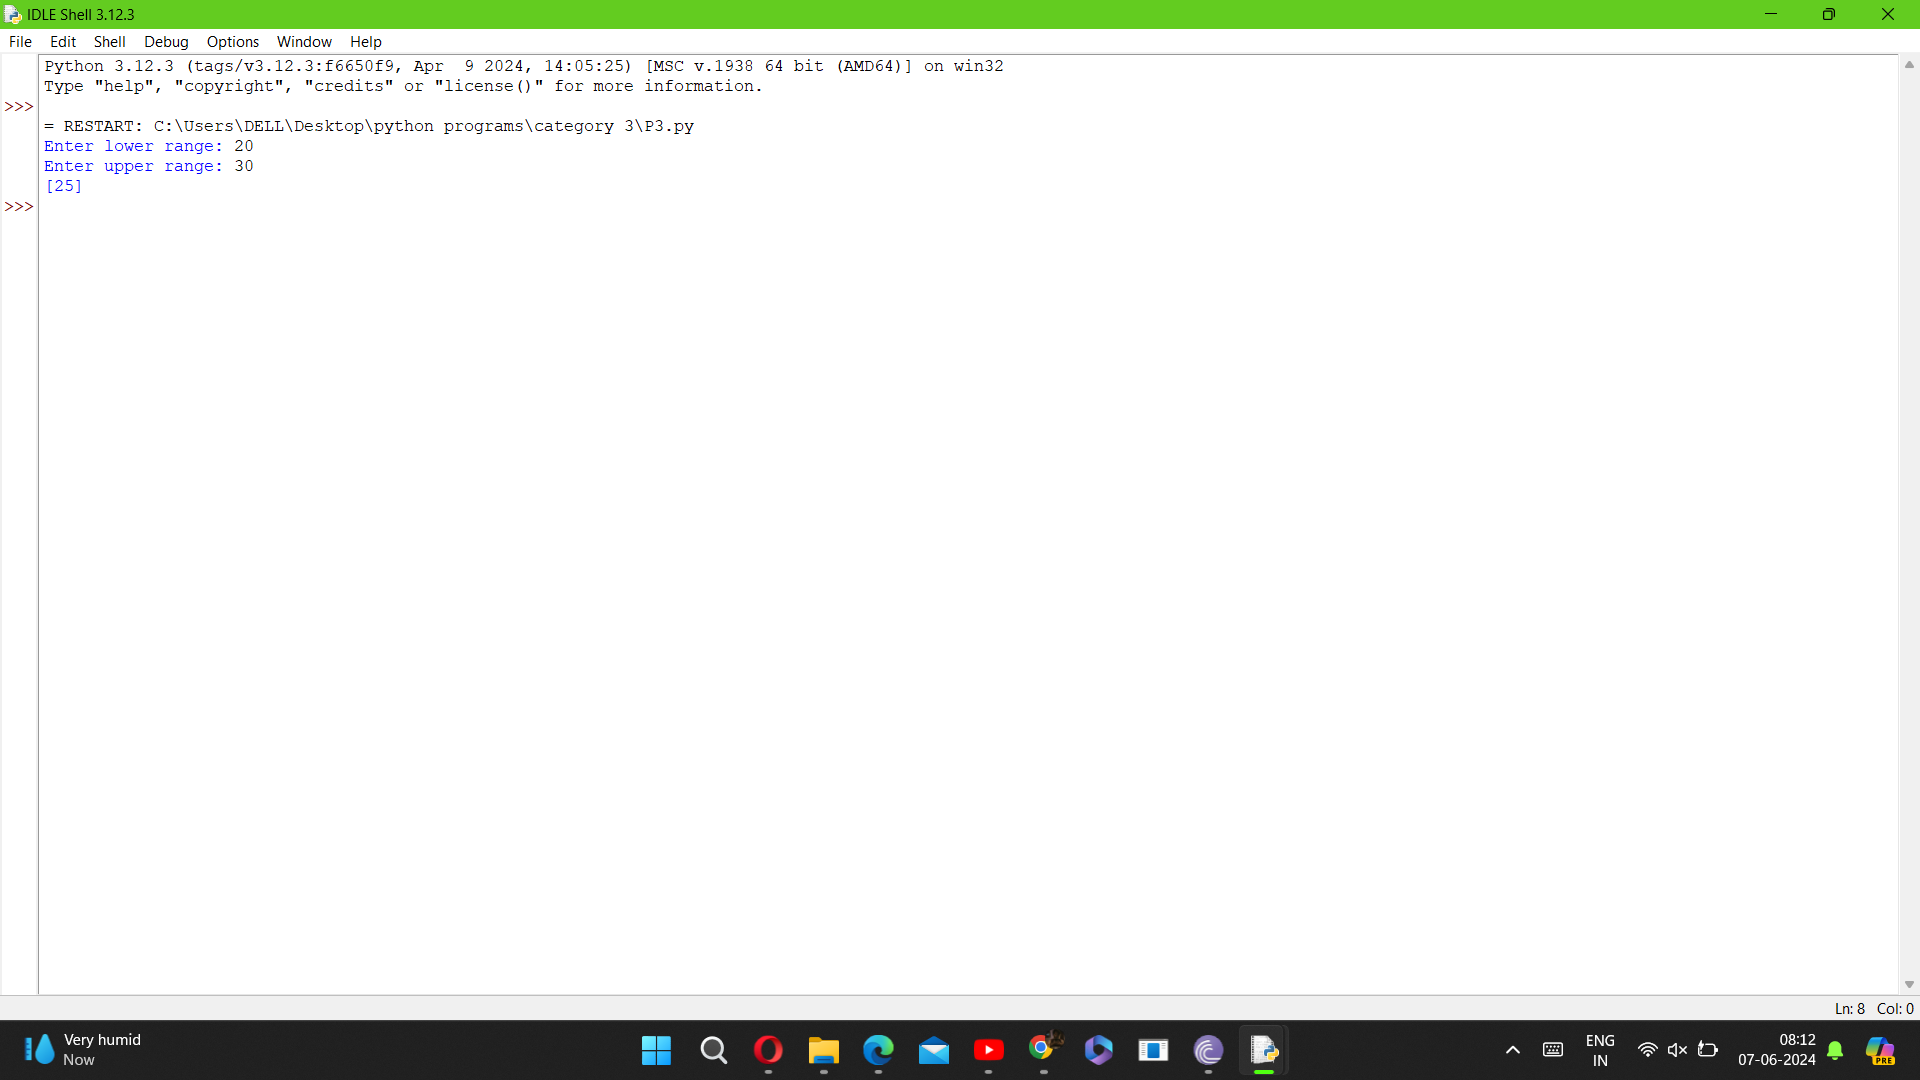 IDLE Shell 3.12.3
File Edit Shell Debug Options Window Help
Python 3.12.3 (tags/v3.12.3:f6650f9, Apr  9 2024, 14:05:25) [MSC v.1938 64 bit (AMD64)] on win32
Type "help", "copyright", "credits" or "license()" for more information.
>>>
= RESTART: C:\Users\DELL\Desktop\python programs\category 3\P3.py
Enter lower range: 20
Enter upper range: 30
[25]
>>>
Ln: 8 Col: 0
Very humid
Now
ENG
IN
08:12
07-06-2024
PRE